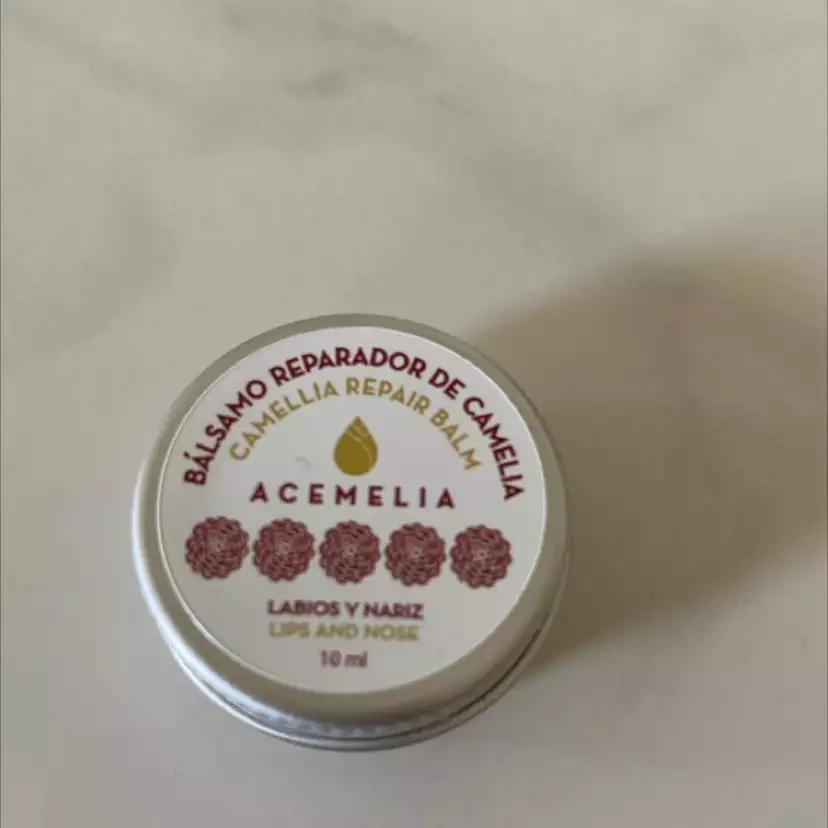 BÁLSAMO REPARADOR DE CAMELIA
CAMELLIA REPAIR BALM
ACEMELIA
LABIOS Y NARIZ
LIPS AND NOSE
10 ml